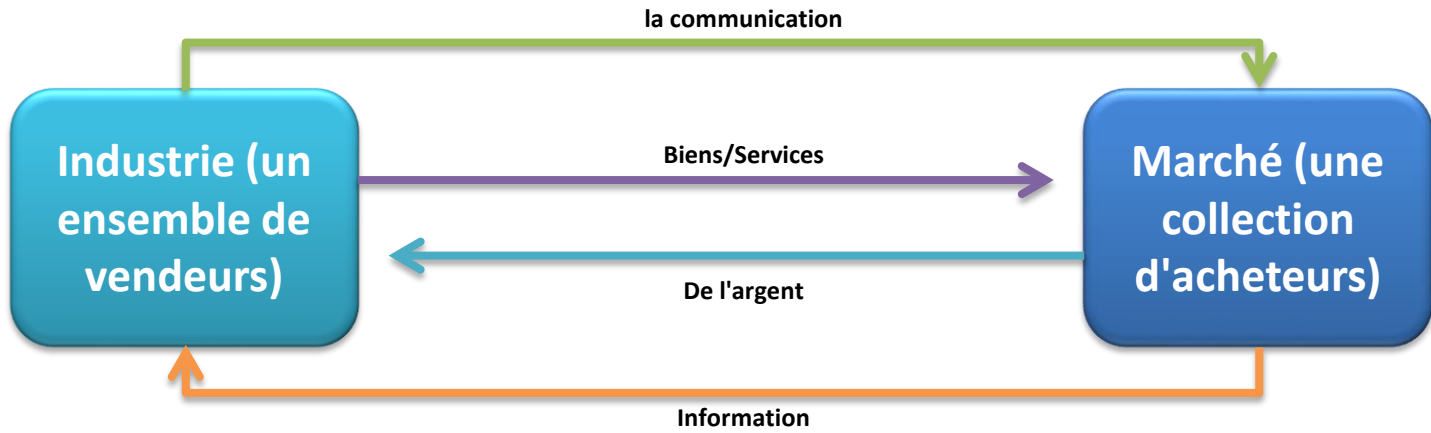 la communication
Industrie (un
ensemble de
vendeurs)
Biens/Services
De l'argent
Marché (une
collection
d'acheteurs)
Information